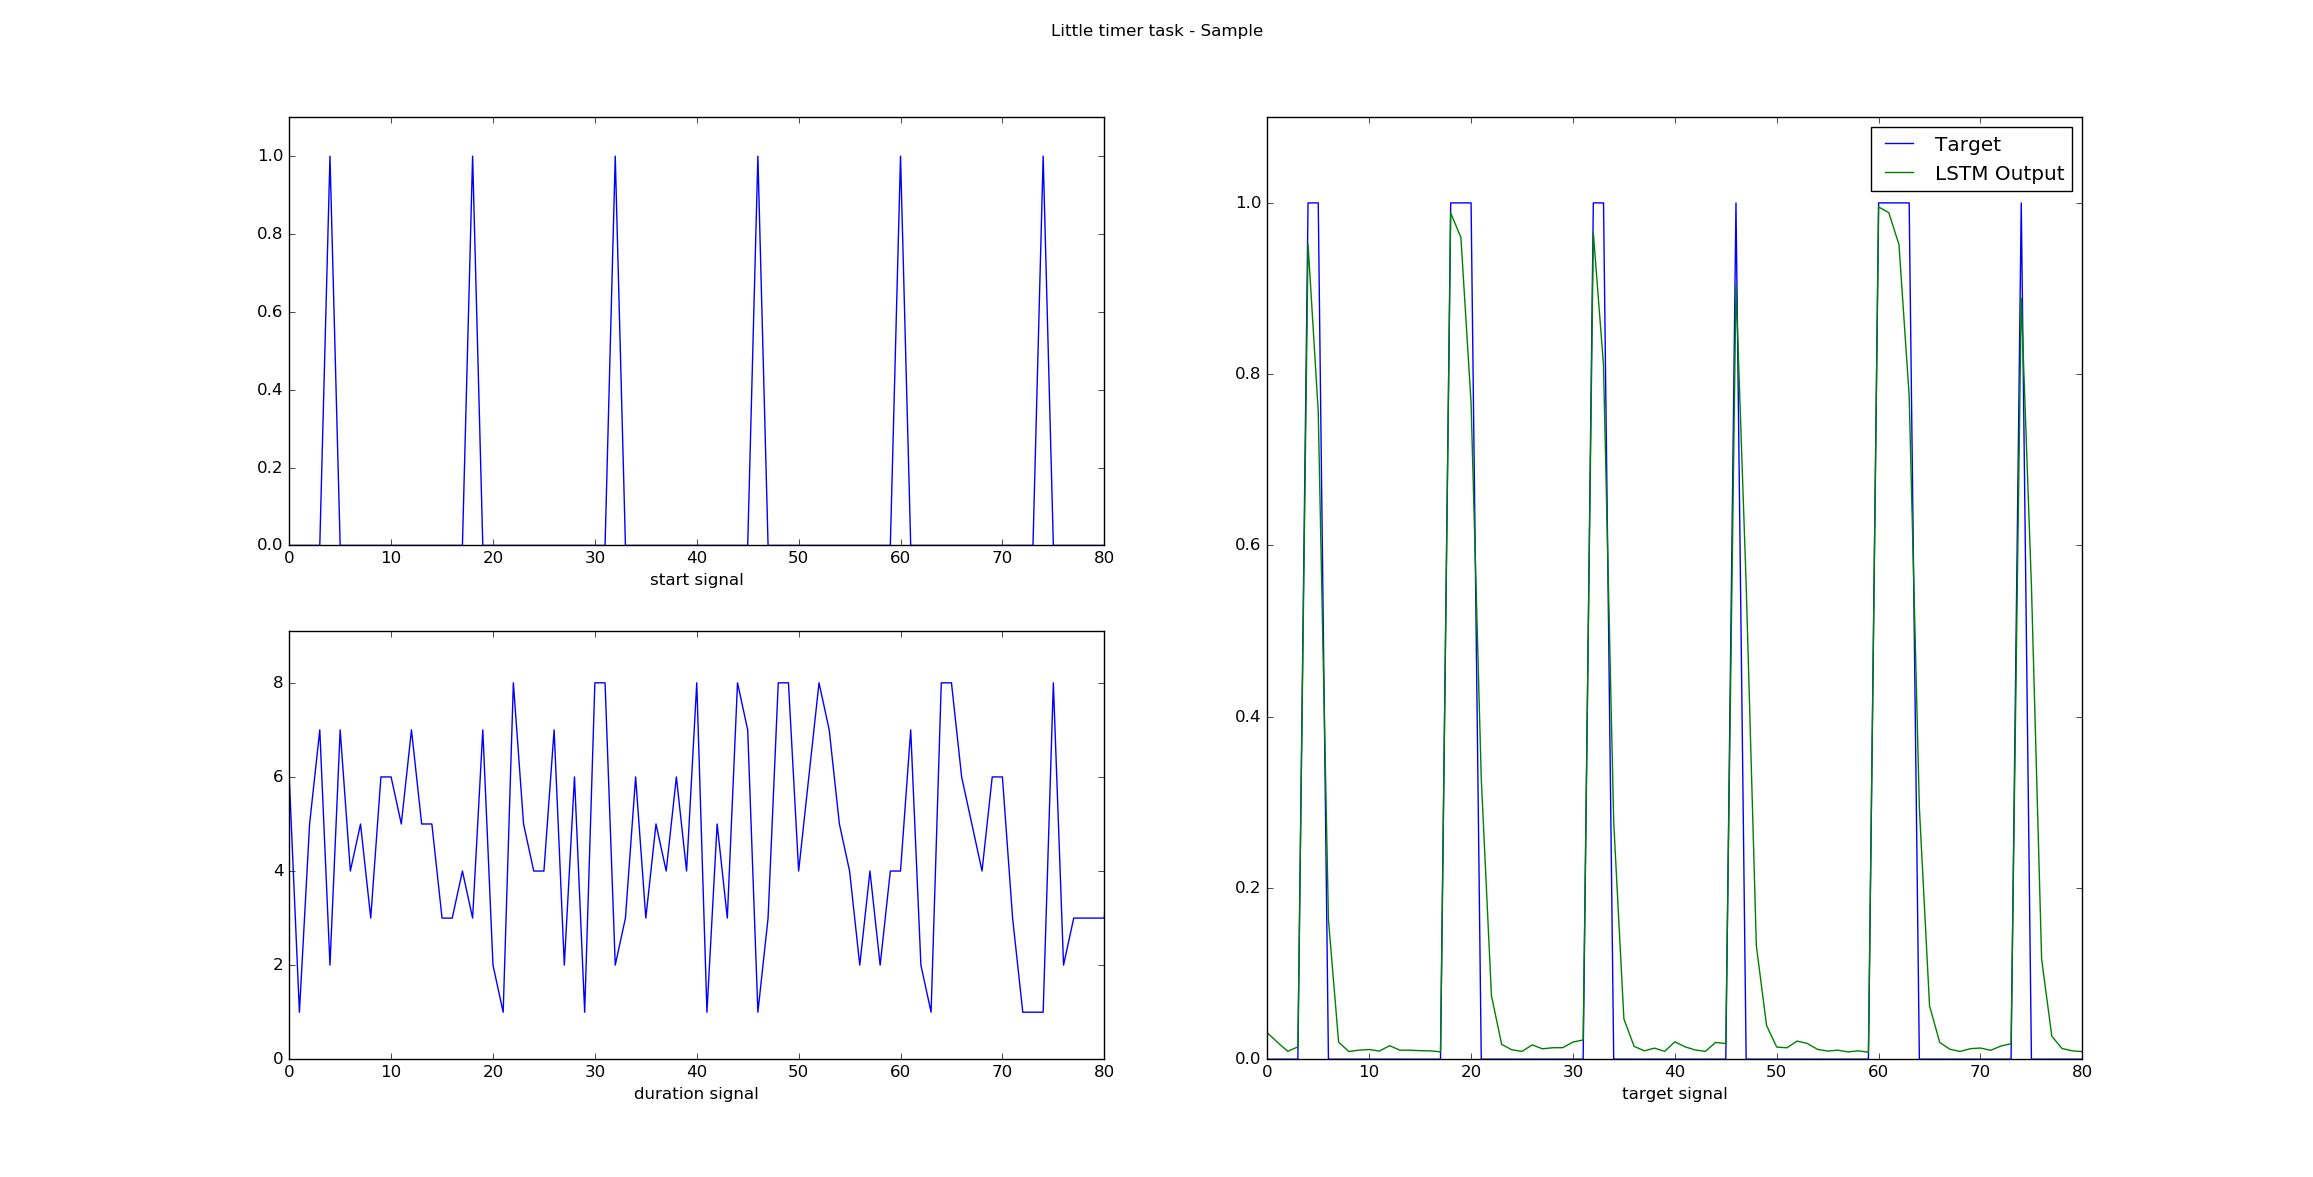 Little timer task - Sample
1.0
0.8
0.6
0.4
0.2
0.0
0 10 20 30 40 50 60 70 80
start signal
8
6
4
2
0
0 10 20 30 40 50 60 70 80
duration signal
Target
LSTM Output
1.0
0.8
0.6
0.4
0.2
0.0
0 10 20 30 40 50 60 70 80
target signal